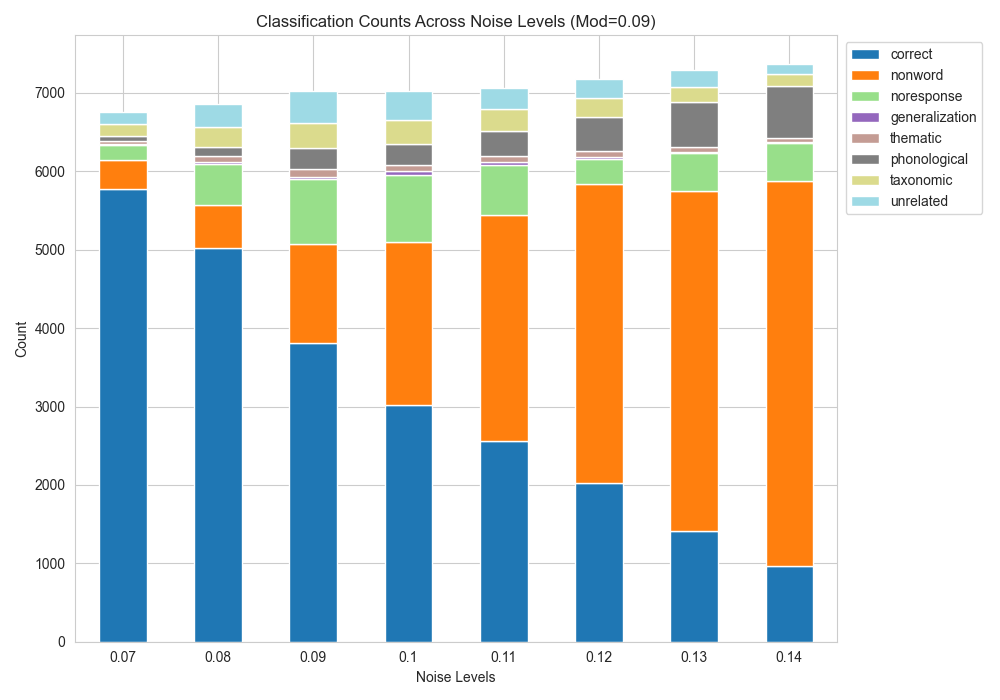 Classification Counts Across Noise Levels (Mod=0.09)
Count
7000
6000
5000
4000
3000
2000
1000
0
0.07 0.08 0.09 0.1 0.11 0.12 0.13 0.14
Noise Levels
correct
nonword
noresponse
generalization
thematic
phonological
taxonomic
unrelated